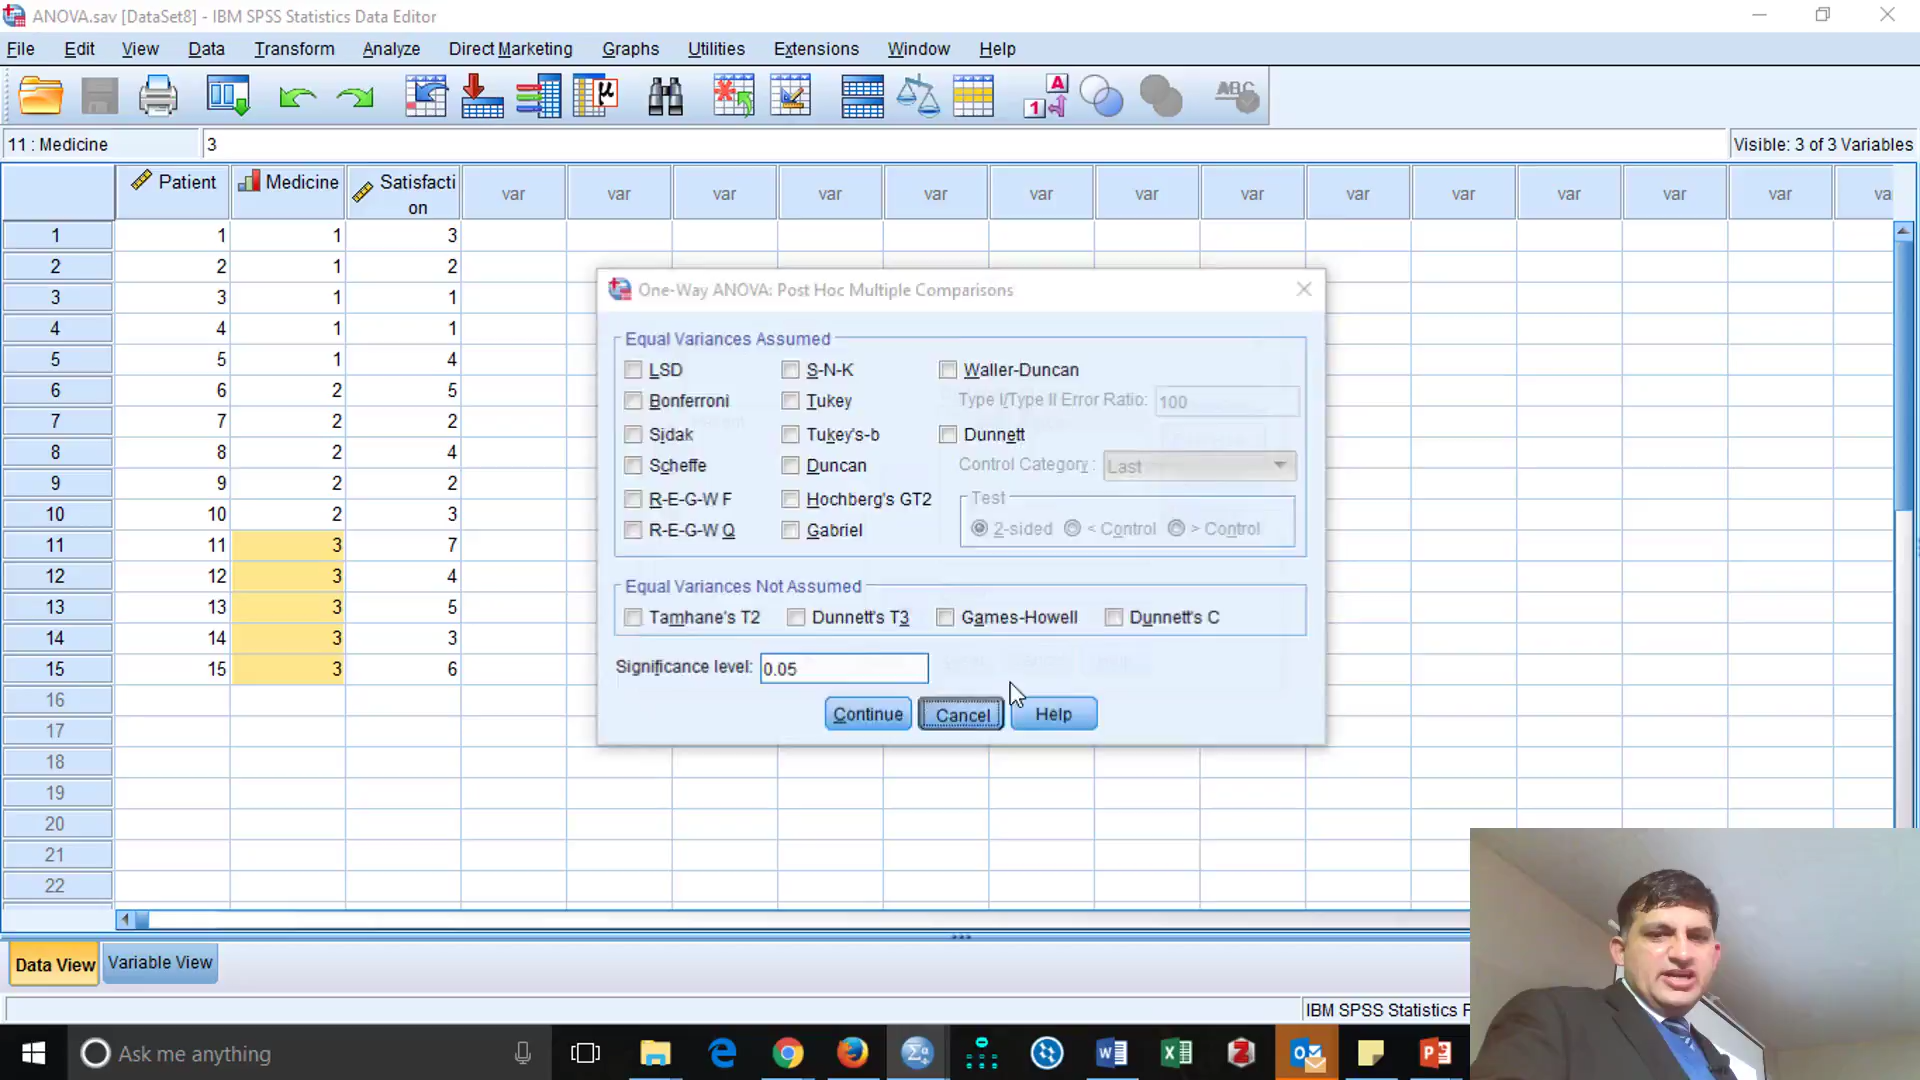 ANOVA.sav [DataSet8] - IBM SPSS Statistics Data Editor
File Edit View Data Transform Analyze Direct Marketing Graphs Utilities Extensions Window Help
11 : Medicine 3 Visible: 3 of 3 Variables
Patient Medicine Satisfacti
on
var var var var var var var var var var var var var va
1 1 1 3
2 2 1 2
3 3 1 1
4 4 1 1
5 5 1 4
6 6 2 5
7 7 2 2
8 8 2 4
9 9 2 2
10 10 2 3
11 11 3 7
12 12 3 4
13 13 3 5
14 14 3 3
15 15 3 6
16
17
18
19
20
21
22
One-Way ANOVA: Post Hoc Multiple Comparisons
Equal Variances Assumed
LSD S-N-K Waller-Duncan
Bonferroni Tukey Type I/Type II Error Ratio: 100
Sidak Tukey's-b Dunnett
Scheffe Duncan Control Category: Last
R-E-G-W F Hochberg's GT2 Test
R-E-G-W Q Gabriel 2-sided < Control > Control
Equal Variances Not Assumed
Tamhane's T2 Dunnett's T3 Games-Howell Dunnett's C
Significance level: 0.05
Continue Cancel Help
Data View Variable View
IBM SPSS Statistics P
Ask me anything